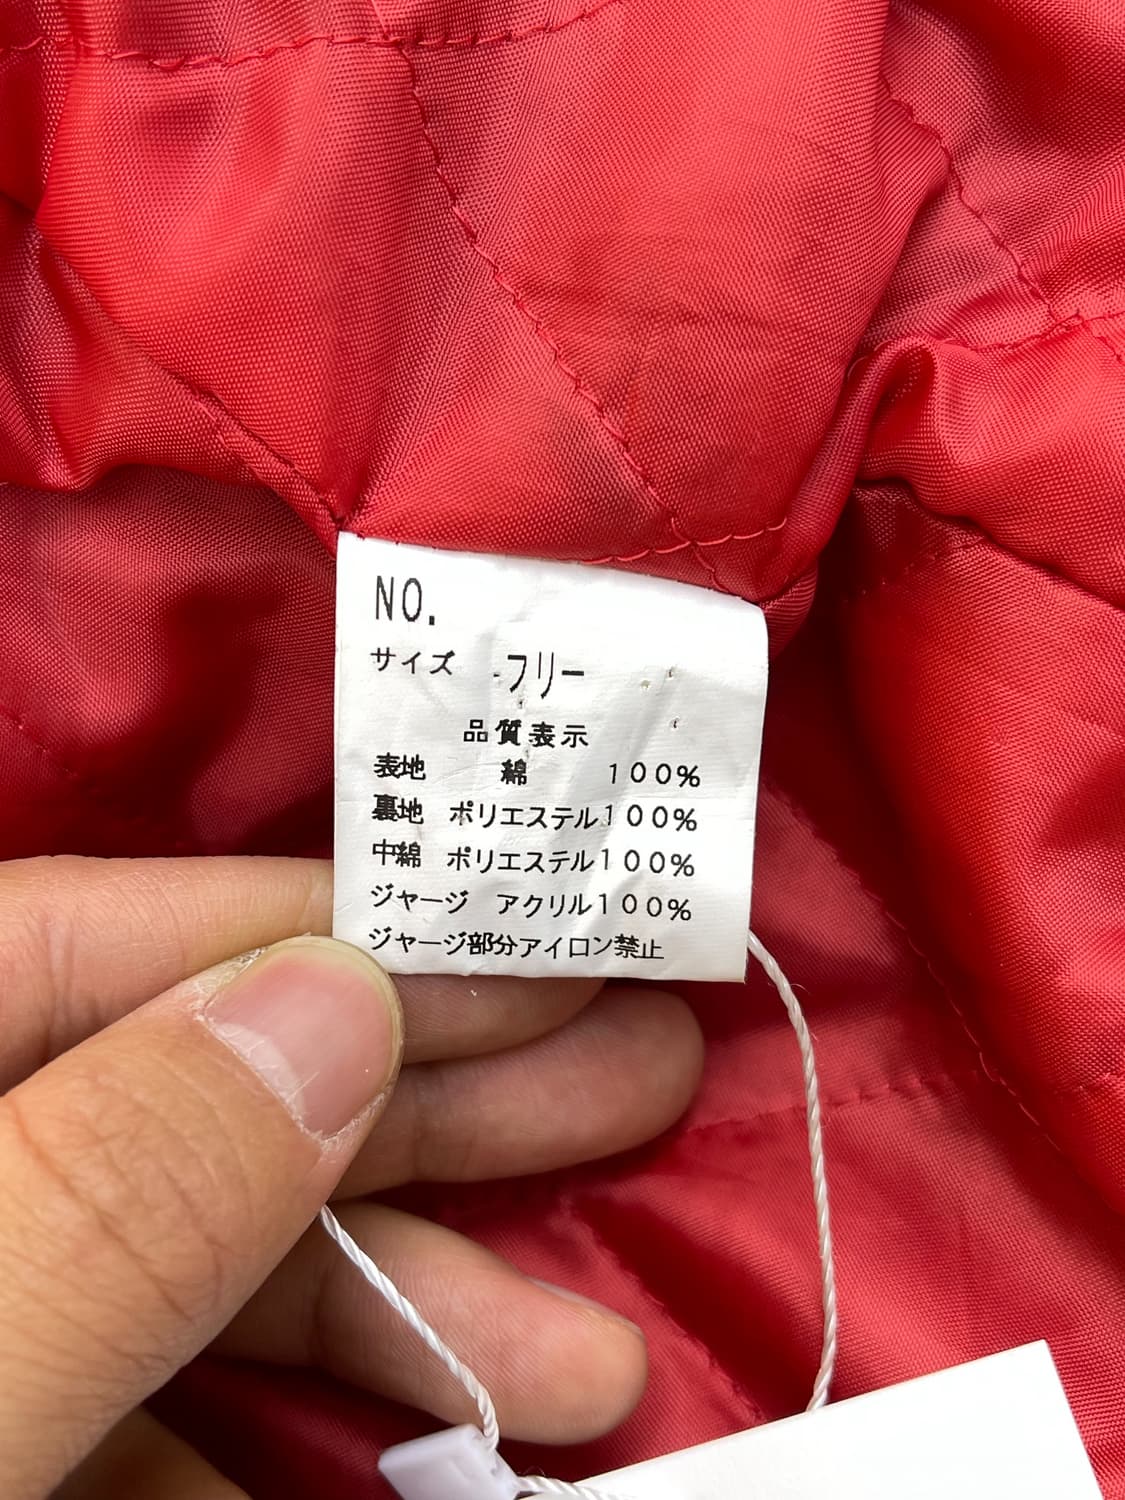 NO.
サイズ フリー
品質表示
表地 綿 100%
裏地 ポリエステル100%
中綿 ポリエステル100%
ジャージ アクリル100%
ジャージ部分アイロン禁止